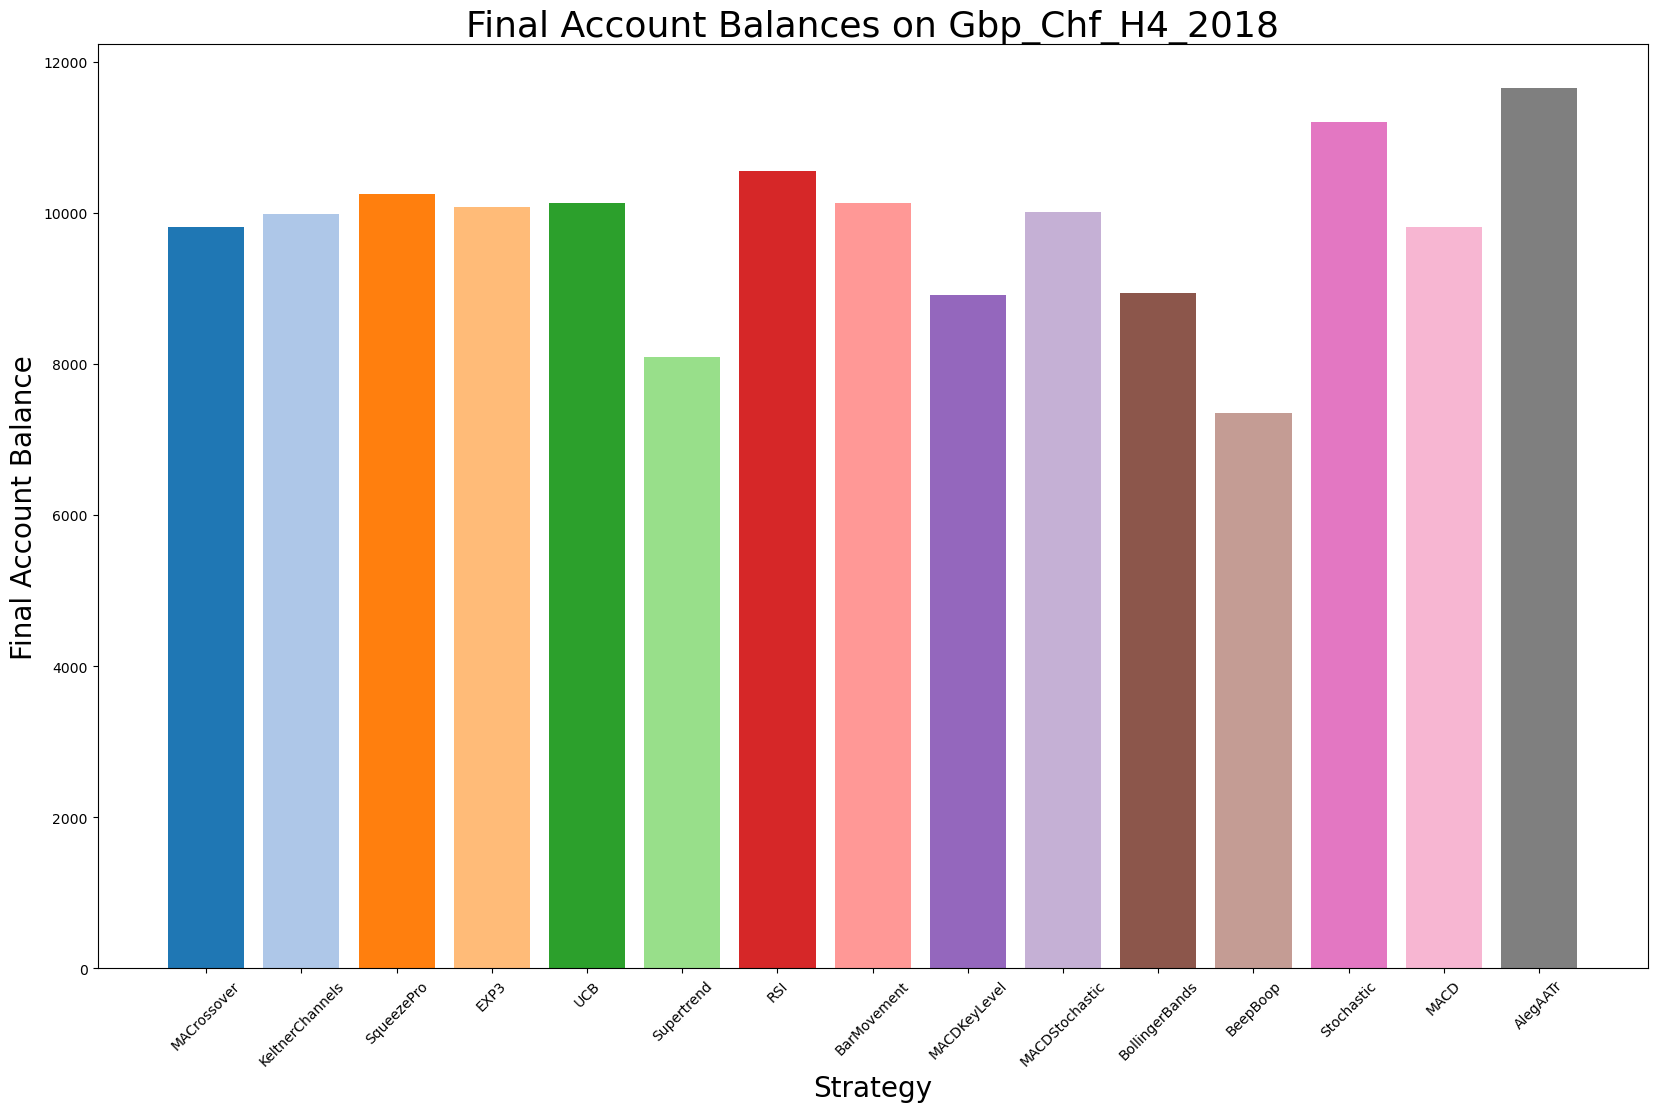 Final Account Balances on Gbp_Chf_H4_2018
Final Account Balance
12000
10000
8000
6000
4000
2000
0
MACrossover
KeltnerChannels
SqueezePro
EXP3
UCB
Supertrend
RSI
BarMovement
MACDKeyLevel
MACDStochastic
BollingerBands
BeepBoop
Stochastic
MACD
AlegAATr
Strategy